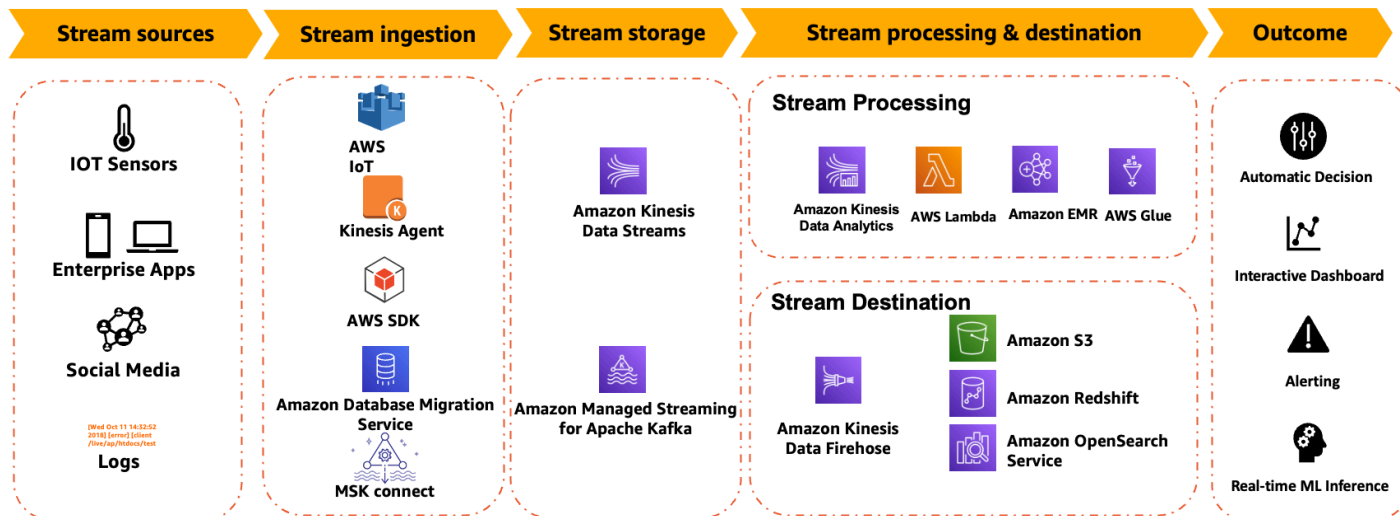 Stream sources
Stream ingestion
Stream storage
Stream processing & destination
Outcome
IOT Sensors
Enterprise Apps
Social Media
[Wed Oct 11 14:32:52
2018] [error] [client
/live/ap/htdocs/test
Logs
AWS
IoT
K
Kinesis Agent
AWS SDK
Amazon Database Migration
Service
MSK connect
Amazon Kinesis
Data Streams
K
Amazon Managed Streaming
for Apache Kafka
Stream Processing
Amazon Kinesis
Data Analytics
AWS Lambda
Amazon EMR
AWS Glue
Stream Destination
Amazon Kinesis
Data Firehose
Amazon S3
Amazon Redshift
Amazon OpenSearch
Service
Automatic Decision
Interactive Dashboard
Alerting
Real-time ML Inference